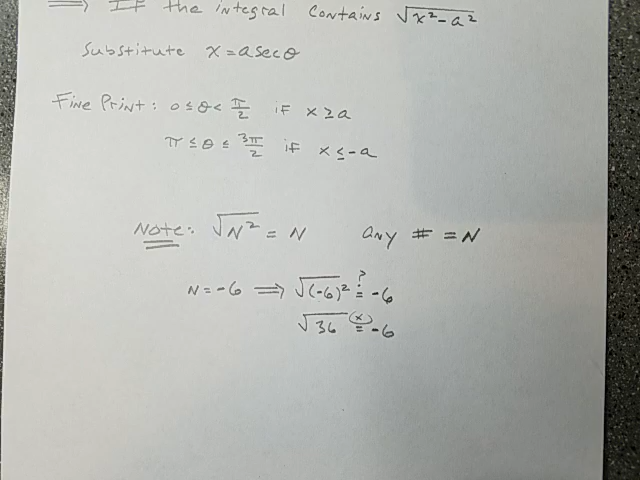 ⟹ If the integral contains √(x²-a²)
Substitute x=a secθ
Fine Print: 0≤θ<π/2 if x≥a
π≤θ≤3π/2 if x≤-a
Note: √(N²) = N any # = N
N=-6 ⟹ √((-6)²) ≟ -6
√36 (x)= -6